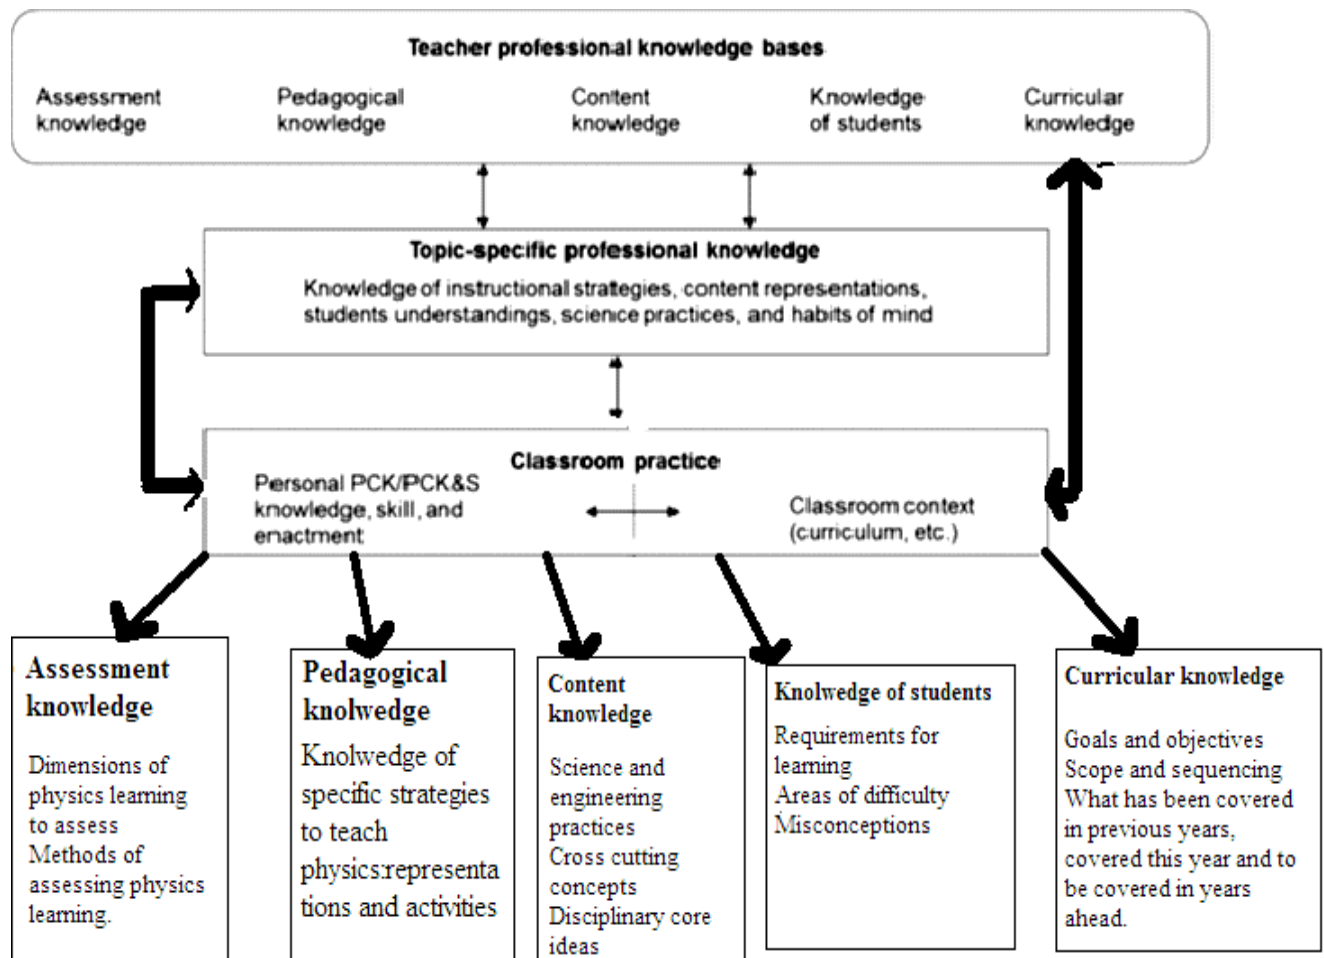 Teacher professional knowledge bases
Assessment
knowledge
Pedagogical
knowledge
Content
knowledge
Knowledge
of students
Curricular
knowledge
Topic-specific professional knowledge
Knowledge of instructional strategies, content representations,
students understandings, science practices, and habits of mind
Classroom practice
Personal PCK/PCK&S
knowledge, skill, and
enactment
Classroom context
(curriculum, etc.)
Assessment
knowledge
Dimensions of
physics learning
to assess
Methods of
assessing physics
learning.
Pedagogical
knolwedge
Knolwedge of
specific strategies
to teach
physics:representa
tions and activities
Content
knowledge
Science and
engineering
practices
Cross cutting
concepts
Disciplinary core
ideas
Knolwedge of students
Requirements for
learning
Areas of difficulty
Misconceptions
Curricular knowledge
Goals and objectives
Scope and sequencing
What has been covered
in previous years,
covered this year and to
be covered in years
ahead.